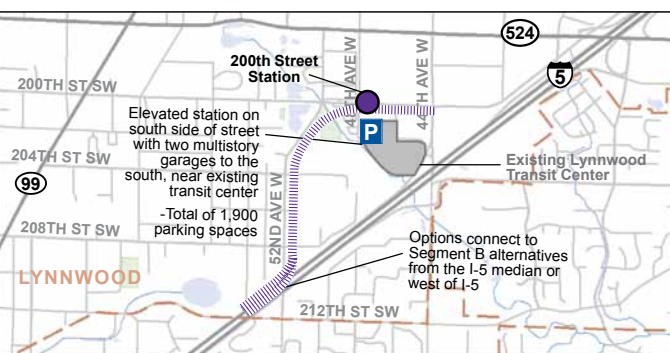 524
5
200th Street
Station
48TH AVE W
44TH AVE W
200TH ST SW
P
Elevated station on
south side of street
with two multistory
garages to the
south, near existing
transit center
-Total of 1,900
parking spaces
204TH ST SW
99
Existing Lynnwood
Transit Center
52ND AVE W
208TH ST SW
Options connect to
Segment B alternatives
from the I-5 median or
west of I-5
LYNNWOOD
212TH ST SW